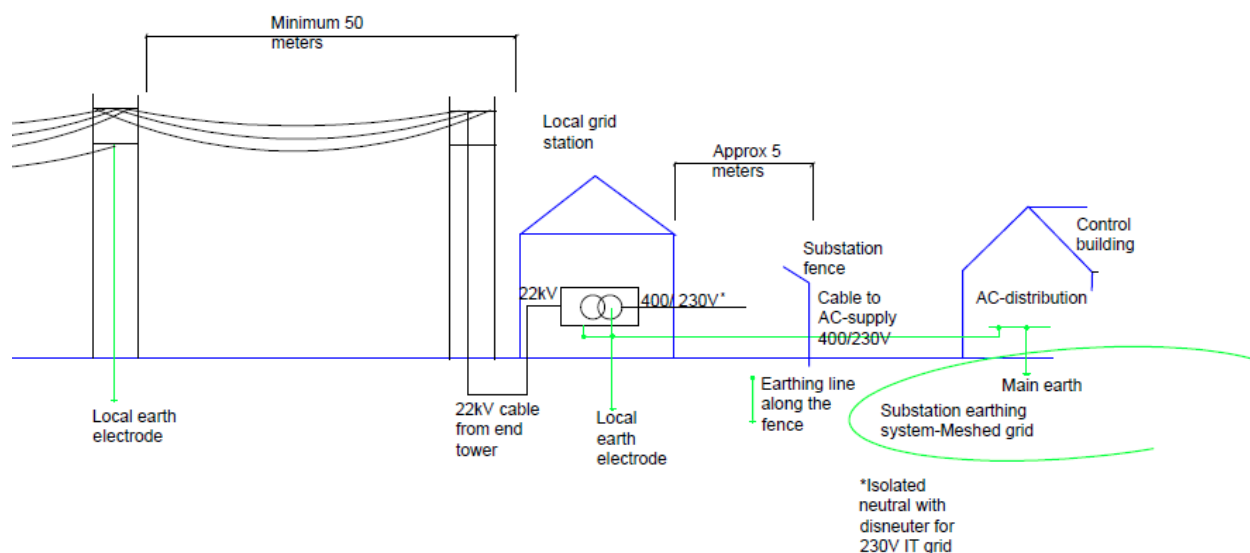 Minimum 50
meters
Local grid
station
Approx 5
meters
Control
building
Substation
fence
22kV
400/ 230V*
Cable to
AC-supply
400/230V
AC-distribution
Local earth
electrode
22kV cable
from end
tower
Local
earth
electrode
Earthing line
along the
fence
Main earth
Substation earthing
system-Meshed grid
*Isolated
neutral with
disneuter for
230V IT grid